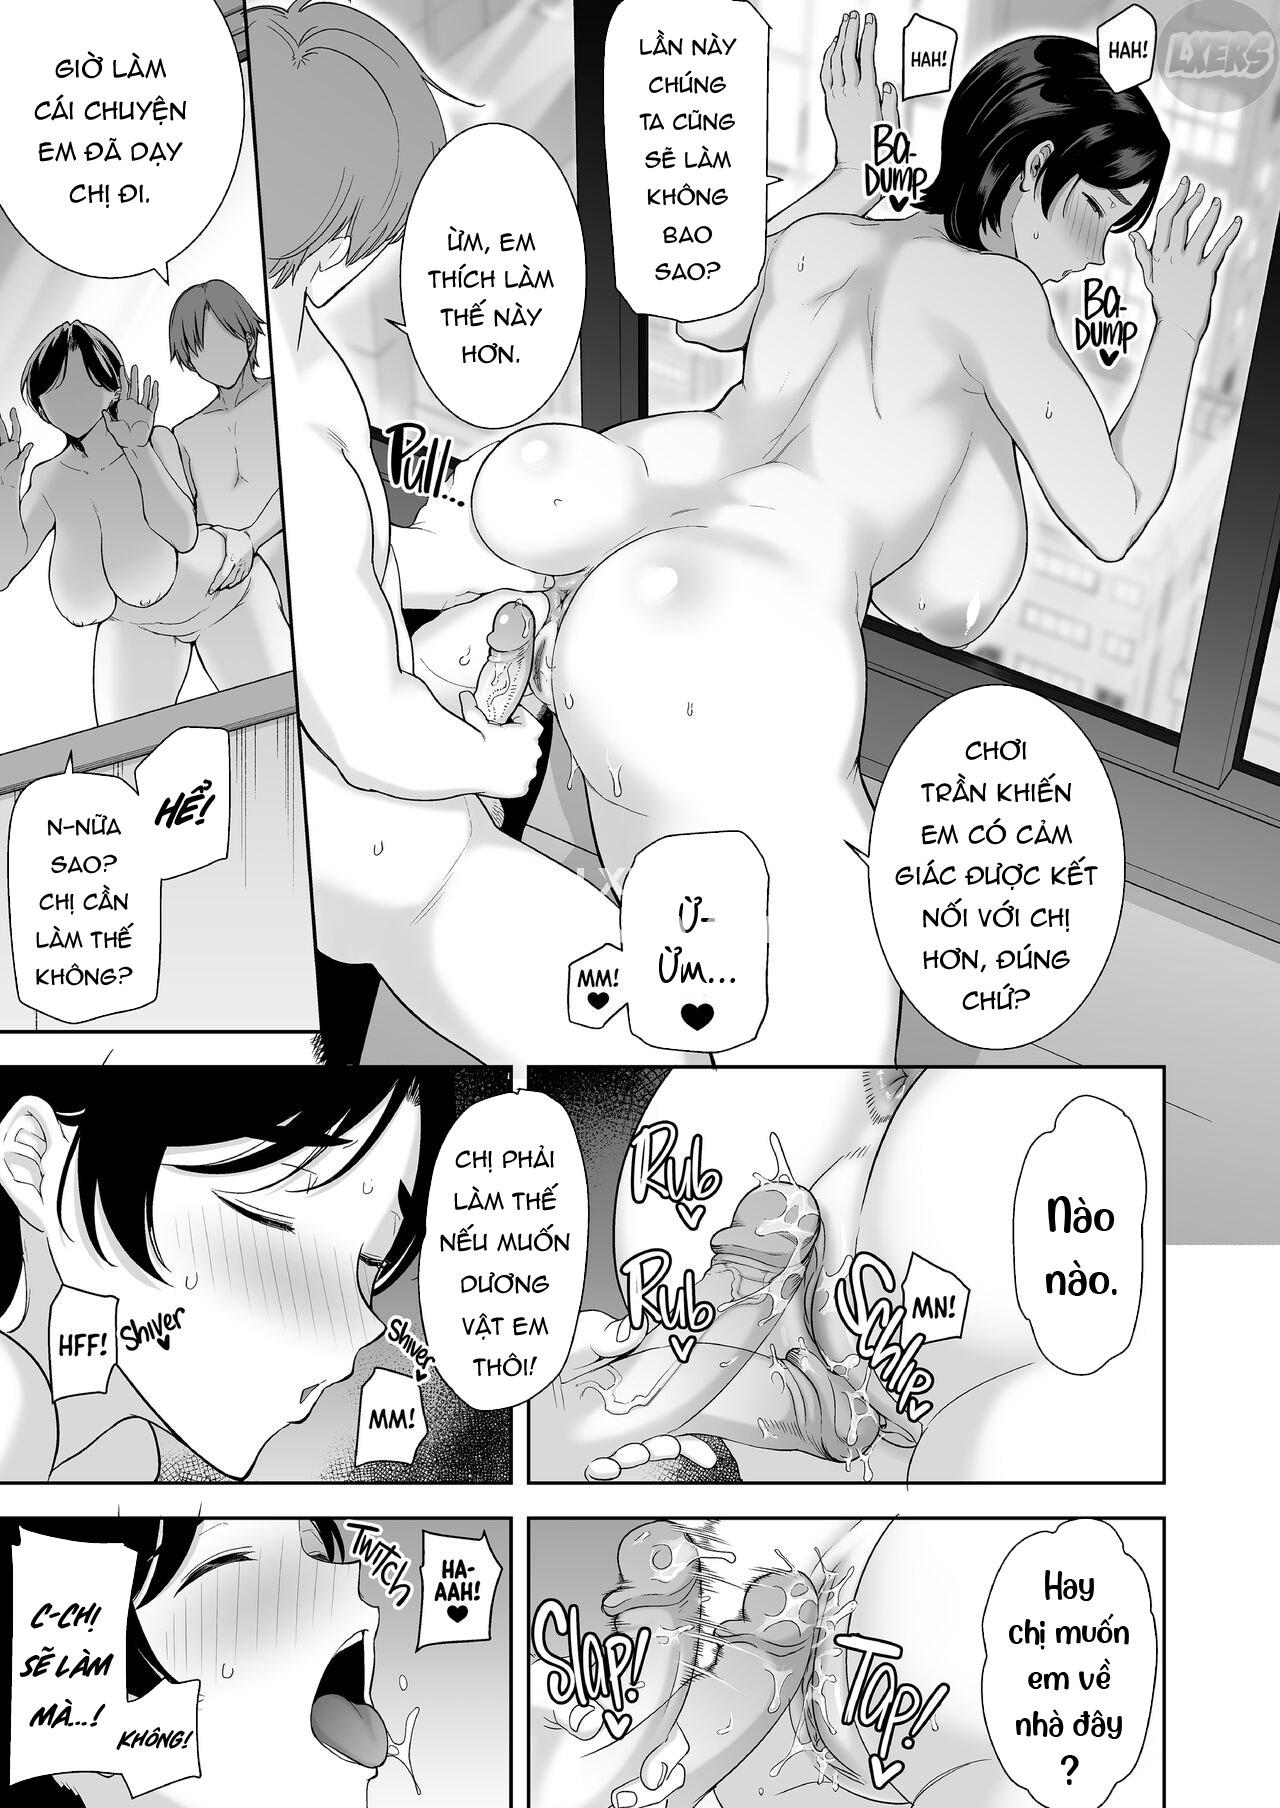 HAH!
HAH!
BA-
DUMP
BA-
DUMP
LẦN NÀY
CHÚNG
TA CŨNG
SẼ LÀM
KHÔNG
BAO
SAO?
ỪM, EM
THÍCH LÀM
THẾ NÀY
HƠN.
Pull...
CHƠI
TRẦN KHIẾN
EM CÓ CẢM
GIÁC ĐƯỢC KẾT
NỐI VỚI CHỊ
HƠN, ĐÚNG
CHỨ?
Ừ-
ỪM...
MM!
GIỜ LÀM
CÁI CHUYỆN
EM ĐÃ DẠY
CHỊ ĐI.
HỂ!
N-NỮA
SAO?
CHỊ CẦN
LÀM THẾ
KHÔNG?
Nào
nào.
Rub
Rub
MN!
Schlp
CHỊ PHẢI
LÀM THẾ
NẾU MUỐN
DƯƠNG
VẬT EM
THÔI!
Shiver
MM!
HFF!
Shiver
Hay
chị muốn
em về
nhà đây
?
Slap!
Tap!
HA-
AAH!
Twitch
C-CHỊ
SẼ LÀM
MÀ...!
KHÔNG!
LXERS